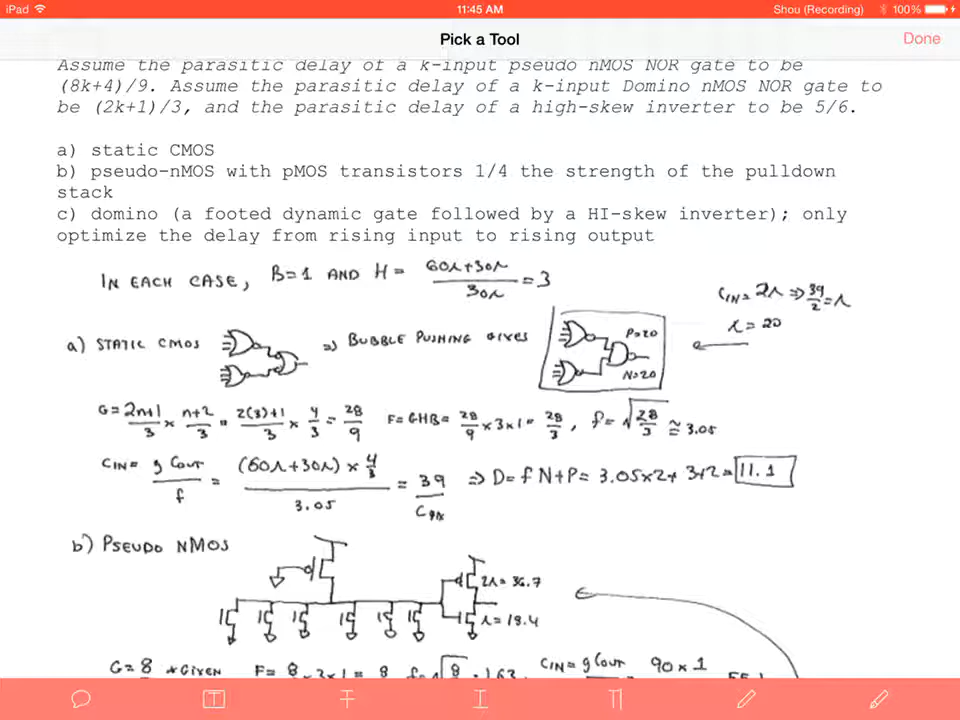 iPad 11:45 AM Shou (Recording) 100%
Pick a Tool Done
Assume the parasitic delay of a k-input pseudo nMOS NOR gate to be
(8k+4)/9. Assume the parasitic delay of a k-input Domino nMOS NOR gate to
be (2k+1)/3, and the parasitic delay of a high-skew inverter to be 5/6.
a) static CMOS
b) pseudo-nMOS with pMOS transistors 1/4 the strength of the pulldown
stack
c) domino (a footed dynamic gate followed by a HI-skew inverter); only
optimize the delay from rising input to rising output
IN EACH CASE, B=1 AND H= 60λ+30λ / 30λ = 3
CIN= 2λ ⇒ 39/2 = λ
λ = 20
a) STATIC CMOS ⇒ BUBBLE PUSHING GIVES
P=20
N=20
G= 2n+1/3 × n+2/3 = 2(3)+1/3 × 4/3 = 28/9 F= GHB= 28/9 ×3×1= 28/3, f= √28/3 ≅ 3.05
CIN= g Cout / f = (60λ+30λ) × 4/3 / 3.05 = 39 ⇒ D= f N+P= 3.05×2+ 3+2= 11.1
b) PSEUDO NMOS
2λ=36.7
λ=18.4
G= 8 *GIVEN F= 8 CIN= g Cout 90×1